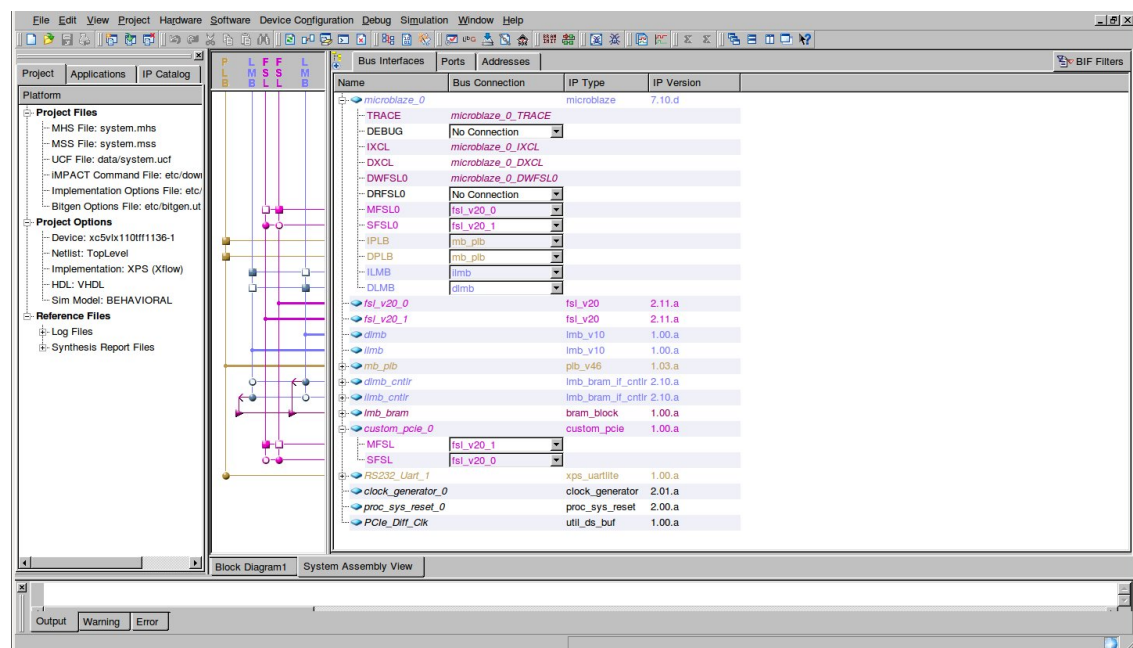 File Edit View Project Hardware Software Device Configuration Debug Simulation Window Help
Project Applications IP Catalog
Platform
Project Files
MHS File: system.mhs
MSS File: system.mss
UCF File: data/system.ucf
iMPACT Command File: etc/down
Implementation Options File: etc/
Bitgen Options File: etc/bitgen.ut
Project Options
Device: xc5vlx110tff1136-1
Netlist: TopLevel
Implementation: XPS (Xflow)
HDL: VHDL
Sim Model: BEHAVIORAL
Reference Files
Log Files
Synthesis Report Files
PLB LMB FSL FSL LMB
Bus Interfaces Ports Addresses BIF Filters
Name Bus Connection IP Type IP Version
microblaze_0 microblaze 7.10.d
TRACE microblaze_0_TRACE
DEBUG No Connection
IXCL microblaze_0_IXCL
DXCL microblaze_0_DXCL
DWFSL0 microblaze_0_DWFSL0
DRFSL0 No Connection
MFSL0 fsl_v20_0
SFSL0 fsl_v20_1
IPLB mb_plb
DPLB mb_plb
ILMB ilmb
DLMB dlmb
fsl_v20_0 fsl_v20 2.11.a
fsl_v20_1 fsl_v20 2.11.a
dlmb lmb_v10 1.00.a
ilmb lmb_v10 1.00.a
mb_plb plb_v46 1.03.a
dlmb_cntlr lmb_bram_if_cntlr 2.10.a
ilmb_cntlr lmb_bram_if_cntlr 2.10.a
lmb_bram bram_block 1.00.a
custom_pcie_0 custom_pcie 1.00.a
MFSL fsl_v20_1
SFSL fsl_v20_0
RS232_Uart_1 xps_uartlite 1.00.a
clock_generator_0 clock_generator 2.01.a
proc_sys_reset_0 proc_sys_reset 2.00.a
PCIe_Diff_Clk util_ds_buf 1.00.a
Block Diagram1 System Assembly View
Output Warning Error